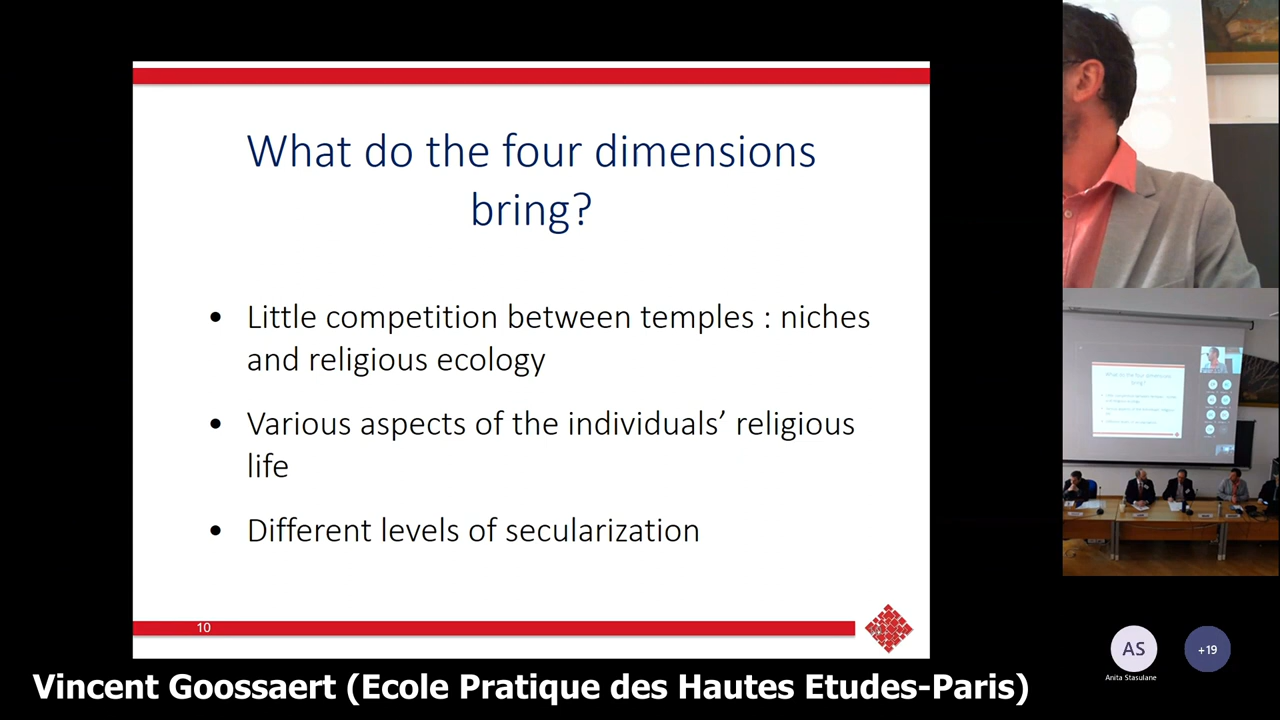 What do the four dimensions
bring?
• Little competition between temples : niches
and religious ecology
• Various aspects of the individuals’ religious
life
• Different levels of secularization
10
AS
+19
Anita Stasulane
Vincent Goossaert (Ecole Pratique des Hautes Etudes-Paris)